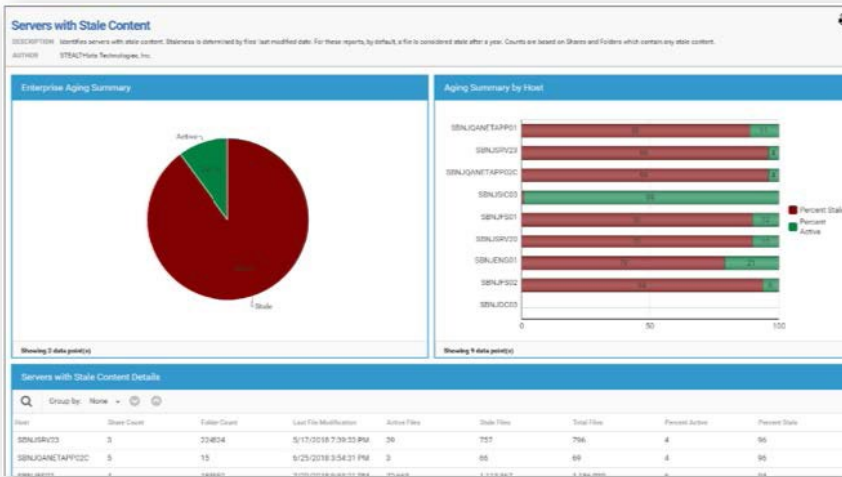 Servers with Stale Content
DESCRIPTION Identifies servers with stale content. Staleness is determined by files' last modified date. For these reports, by default, a file is considered stale after a year. Counts are based on Shares and Folders which contain any stale content.
AUTHOR STEALTHbits Technologies, Inc.
Enterprise Aging Summary
Active
Stale
Showing 2 data point(s)
Aging Summary by Host
SBNJQANETAPP01
SBNJSRV23
SBNJQANETAPP02C
SBNJSIC03
SBNJFS01
SBNJSRV20
SBNJENG01
SBNJFS02
SBNJDC03
0 50 100
Percent Stale
Percent Active
Showing 9 data point(s)
Servers with Stale Content Details
Group by: None
Host Share Count Folder Count Last File Modification Active Files Stale Files Total Files Percent Active Percent Stale
SBNJSRV23 3 224624 5/17/2018 7:39:33 PM 39 757 796 4 96
SBNJQANETAPP02C 5 15 6/25/2018 3:54:31 PM 3 66 69 4 96